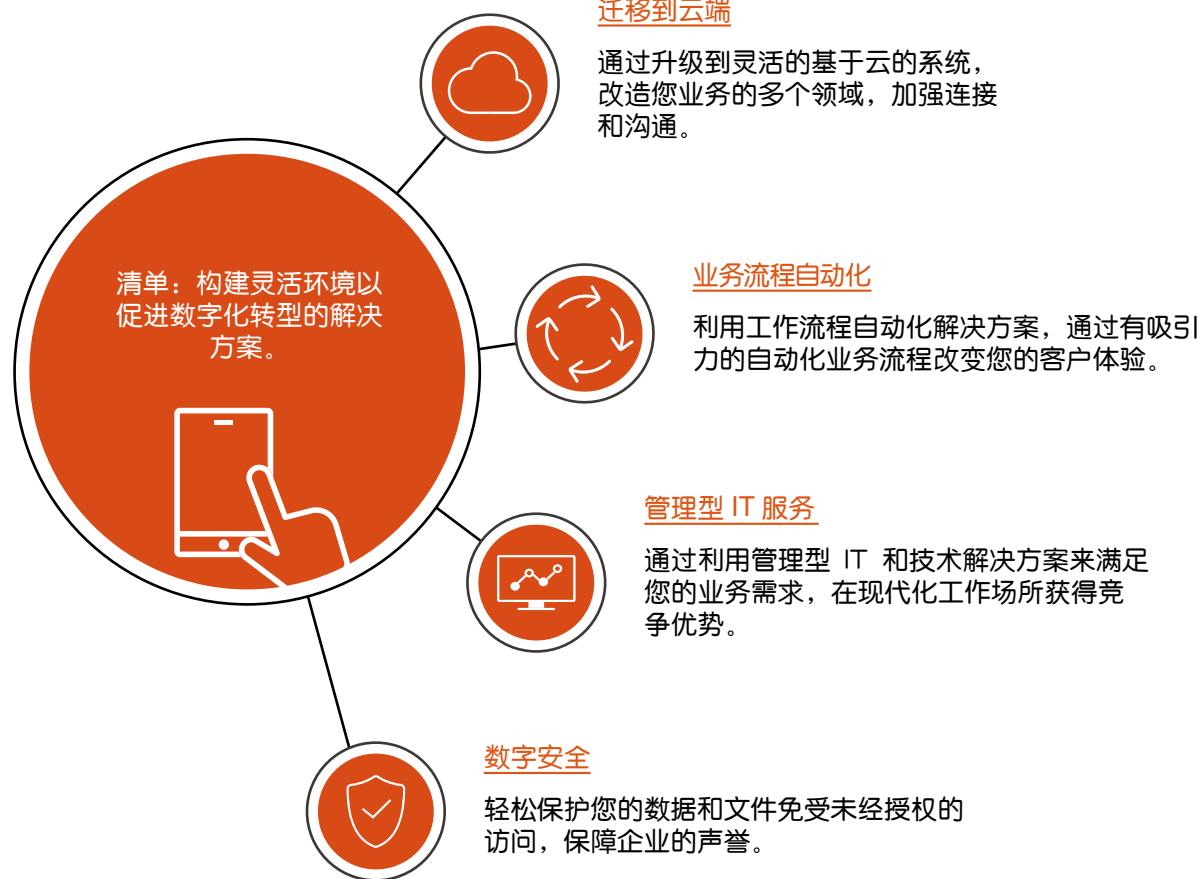 迁移到云端
通过升级到灵活的基于云的系统，
改造您业务的多个领域，加强连接
和沟通。
清单：构建灵活环境以
促进数字化转型的解决
方案。
业务流程自动化
利用工作流程自动化解决方案，通过有吸引
力的自动化业务流程改变您的客户体验。
管理型 IT 服务
通过利用管理型 IT 和技术解决方案来满足
您的业务需求，在现代化工作场所获得竞
争优势。
数字安全
轻松保护您的数据和文件免受未经授权的
访问，保障企业的声誉。